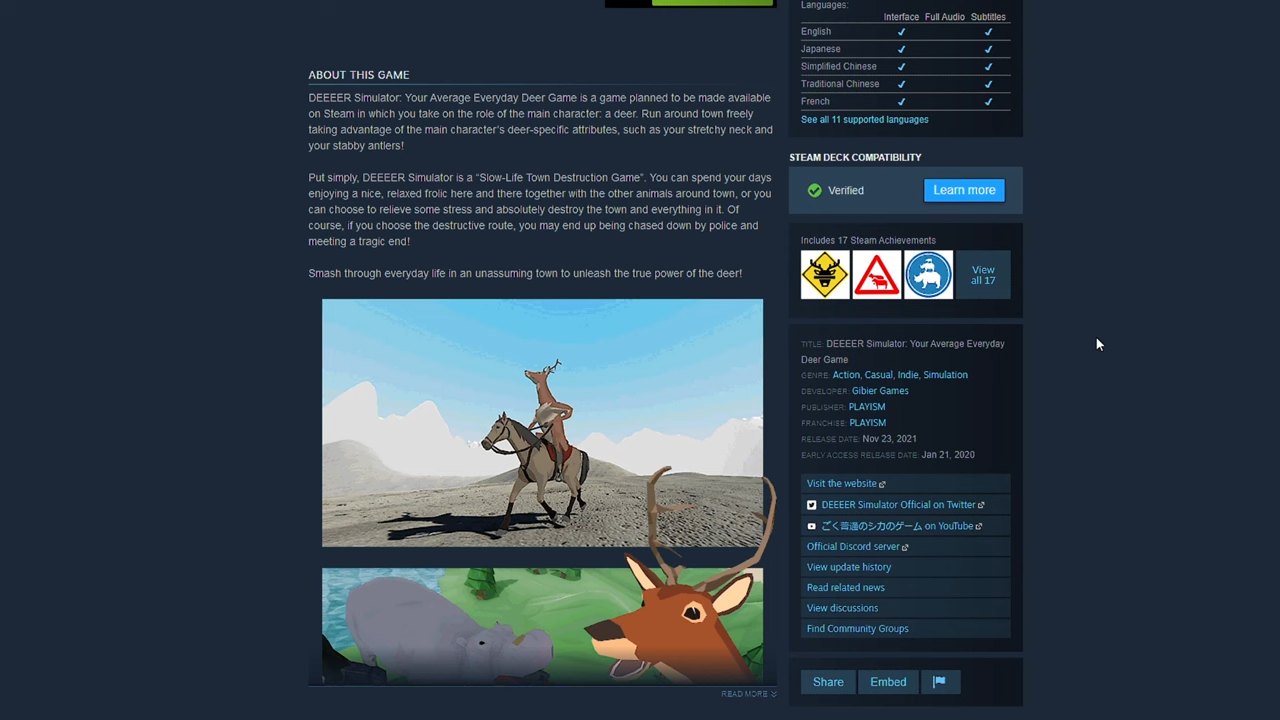 ABOUT THIS GAME
DEEEER Simulator: Your Average Everyday Deer Game is a game planned to be made available
on Steam in which you take on the role of the main character: a deer. Run around town freely
taking advantage of the main character's deer-specific attributes, such as your stretchy neck and
your stabby antlers!
Put simply, DEEEER Simulator is a “Slow-Life Town Destruction Game”. You can spend your days
enjoying a nice, relaxed frolic here and there together with the other animals around town, or you
can choose to relieve some stress and absolutely destroy the town and everything in it. Of
course, if you choose the destructive route, you may end up being chased down by police and
meeting a tragic end!
Smash through everyday life in an unassuming town to unleash the true power of the deer!
READ MORE
Languages:
Interface Full Audio Subtitles
English ✓ ✓
Japanese ✓ ✓
Simplified Chinese ✓ ✓
Traditional Chinese ✓ ✓
French ✓ ✓
See all 11 supported languages
STEAM DECK COMPATIBILITY
Verified Learn more
Includes 17 Steam Achievements
View
all 17
TITLE: DEEEER Simulator: Your Average Everyday
Deer Game
GENRE: Action, Casual, Indie, Simulation
DEVELOPER: Gibier Games
PUBLISHER: PLAYISM
FRANCHISE: PLAYISM
RELEASE DATE: Nov 23, 2021
EARLY ACCESS RELEASE DATE: Jan 21, 2020
Visit the website
DEEEER Simulator Official on Twitter
ごく普通のシカのゲーム on YouTube
Official Discord server
View update history
Read related news
View discussions
Find Community Groups
Share Embed